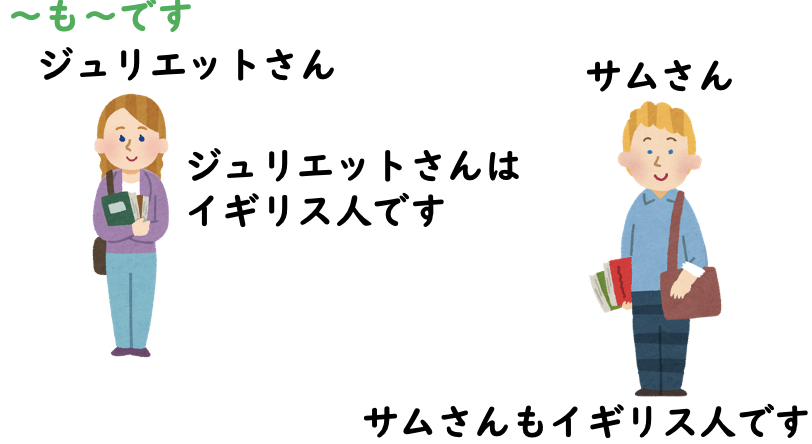 ～も～です
ジュリエットさん
サムさん
ジュリエットさんは
イギリス人です
サムさんもイギリス人です